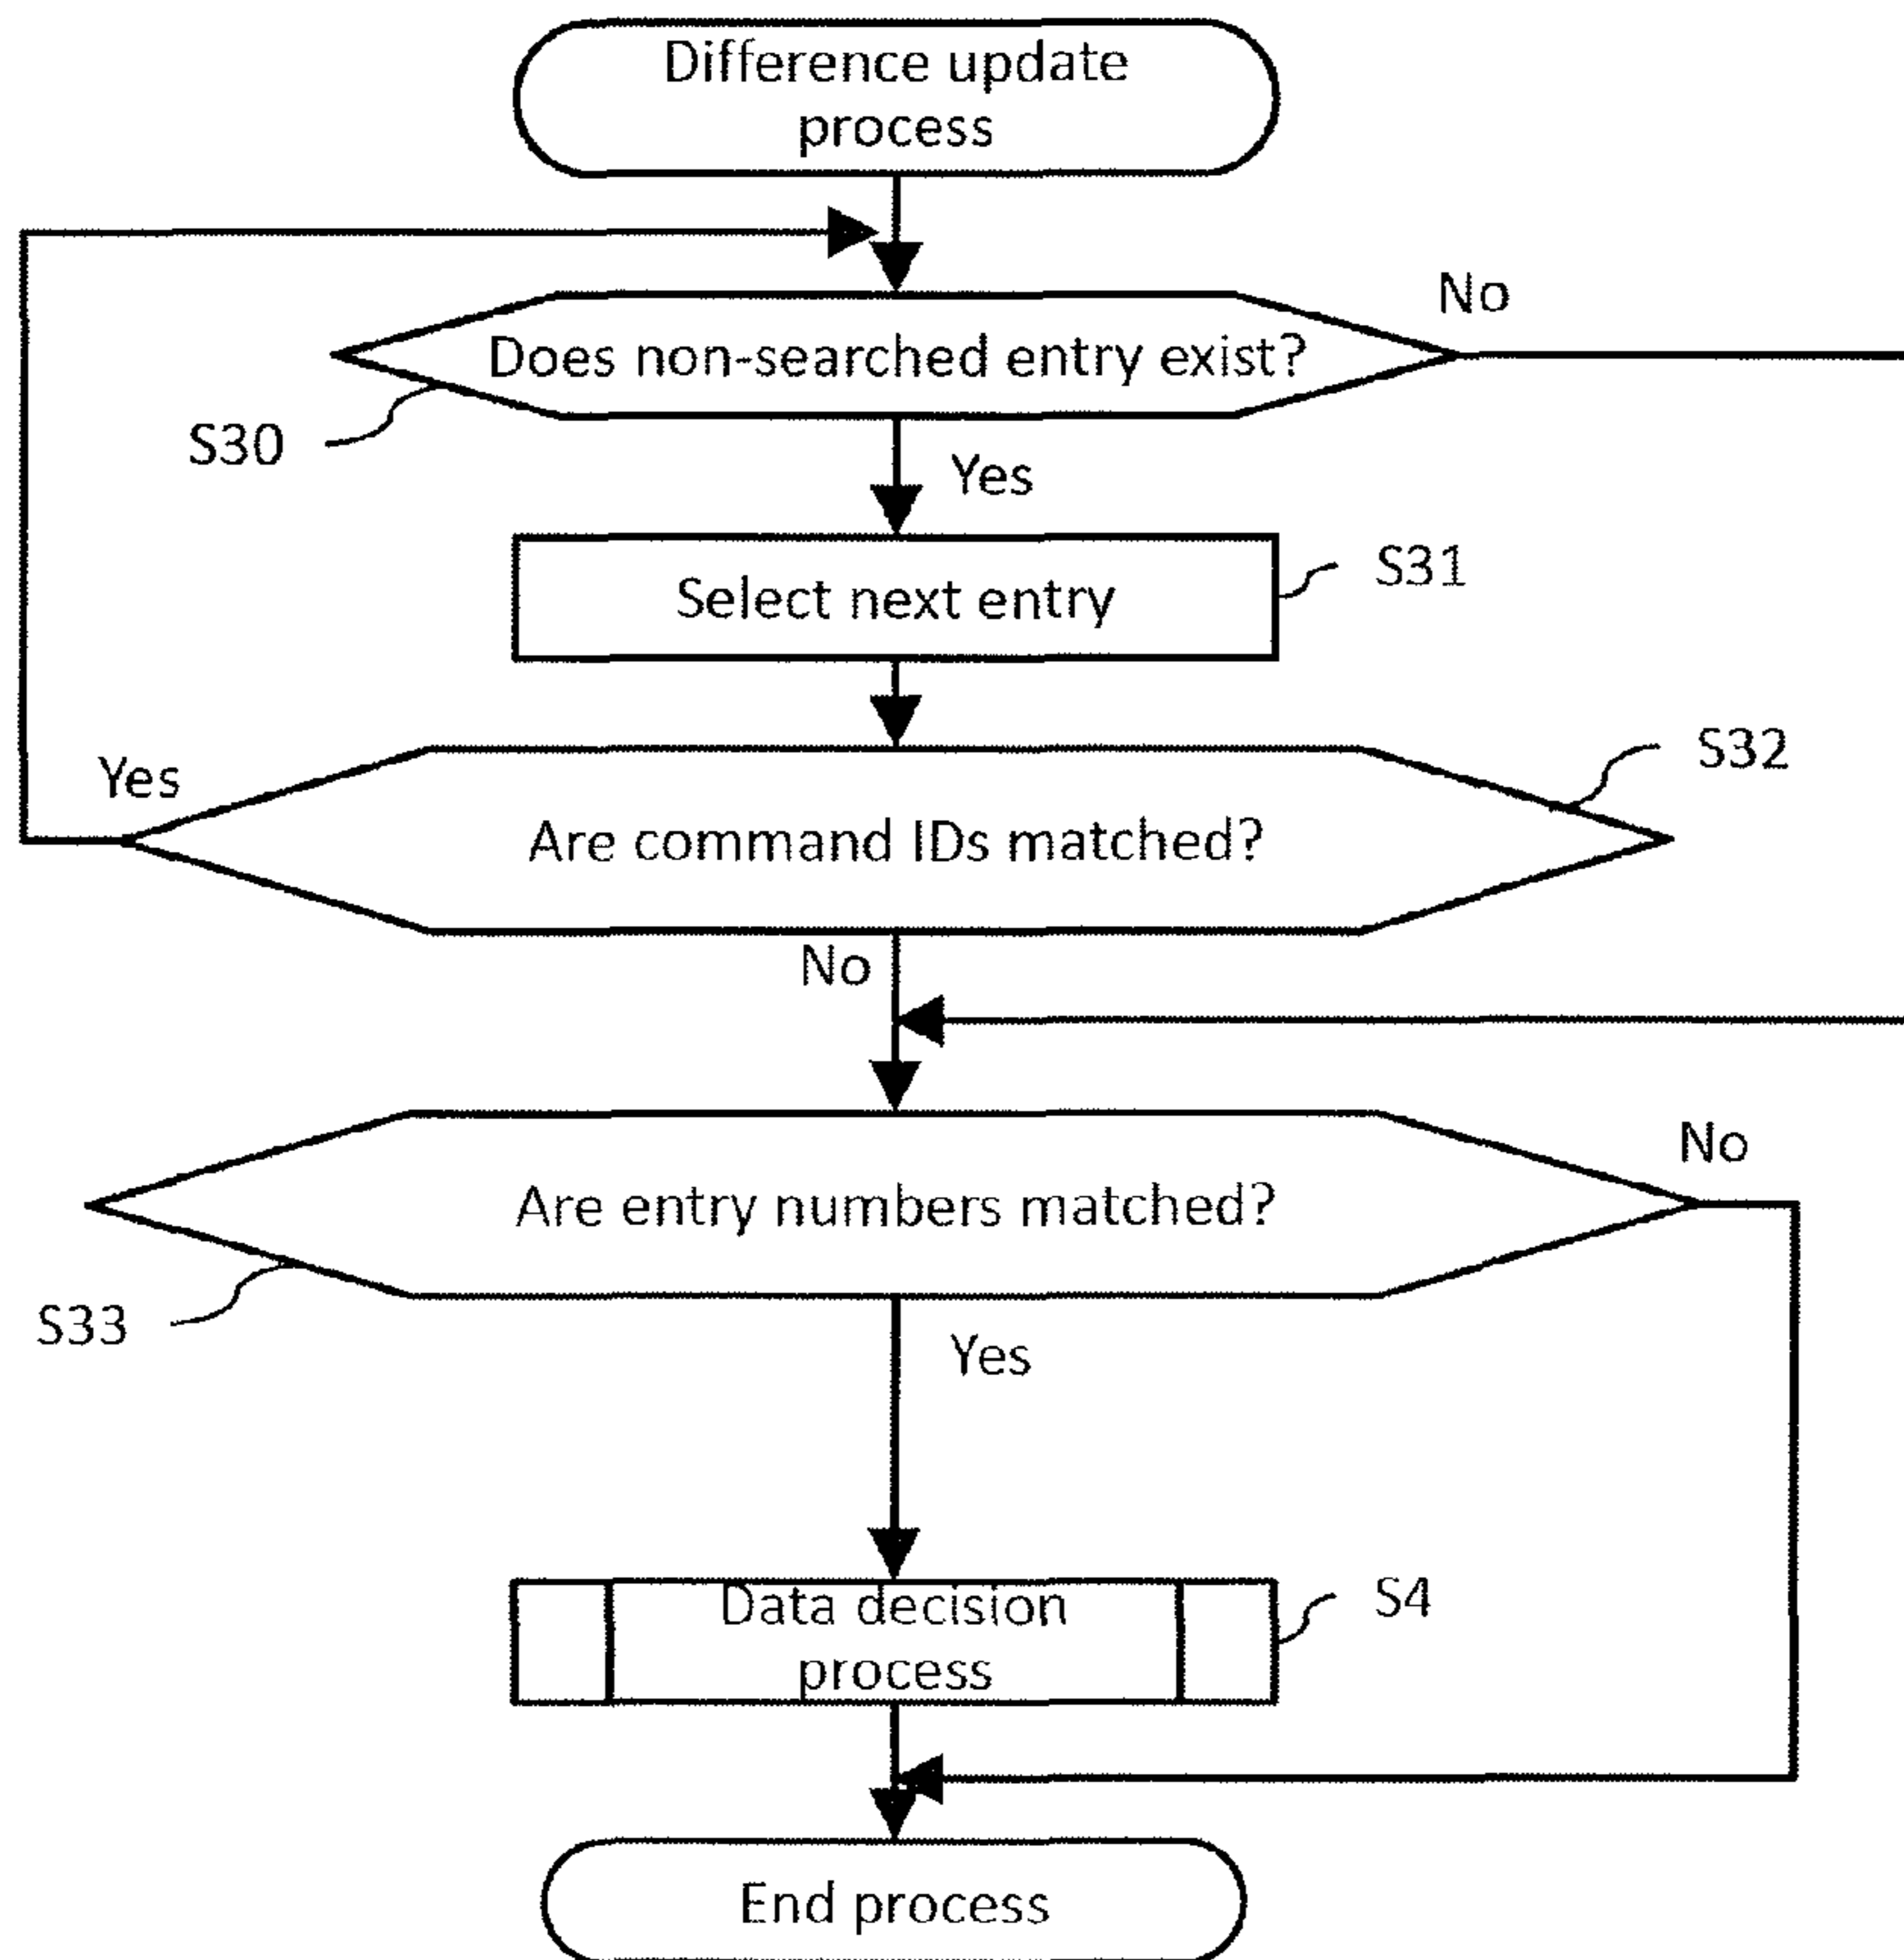 Difference update
process
No
Does non-searched entry exist?
S30
Yes
Select next entry
S31
S32
Yes
Are command IDs matched?
No
No
Are entry numbers matched?
S33
Yes
Data decision
process
S4
End process